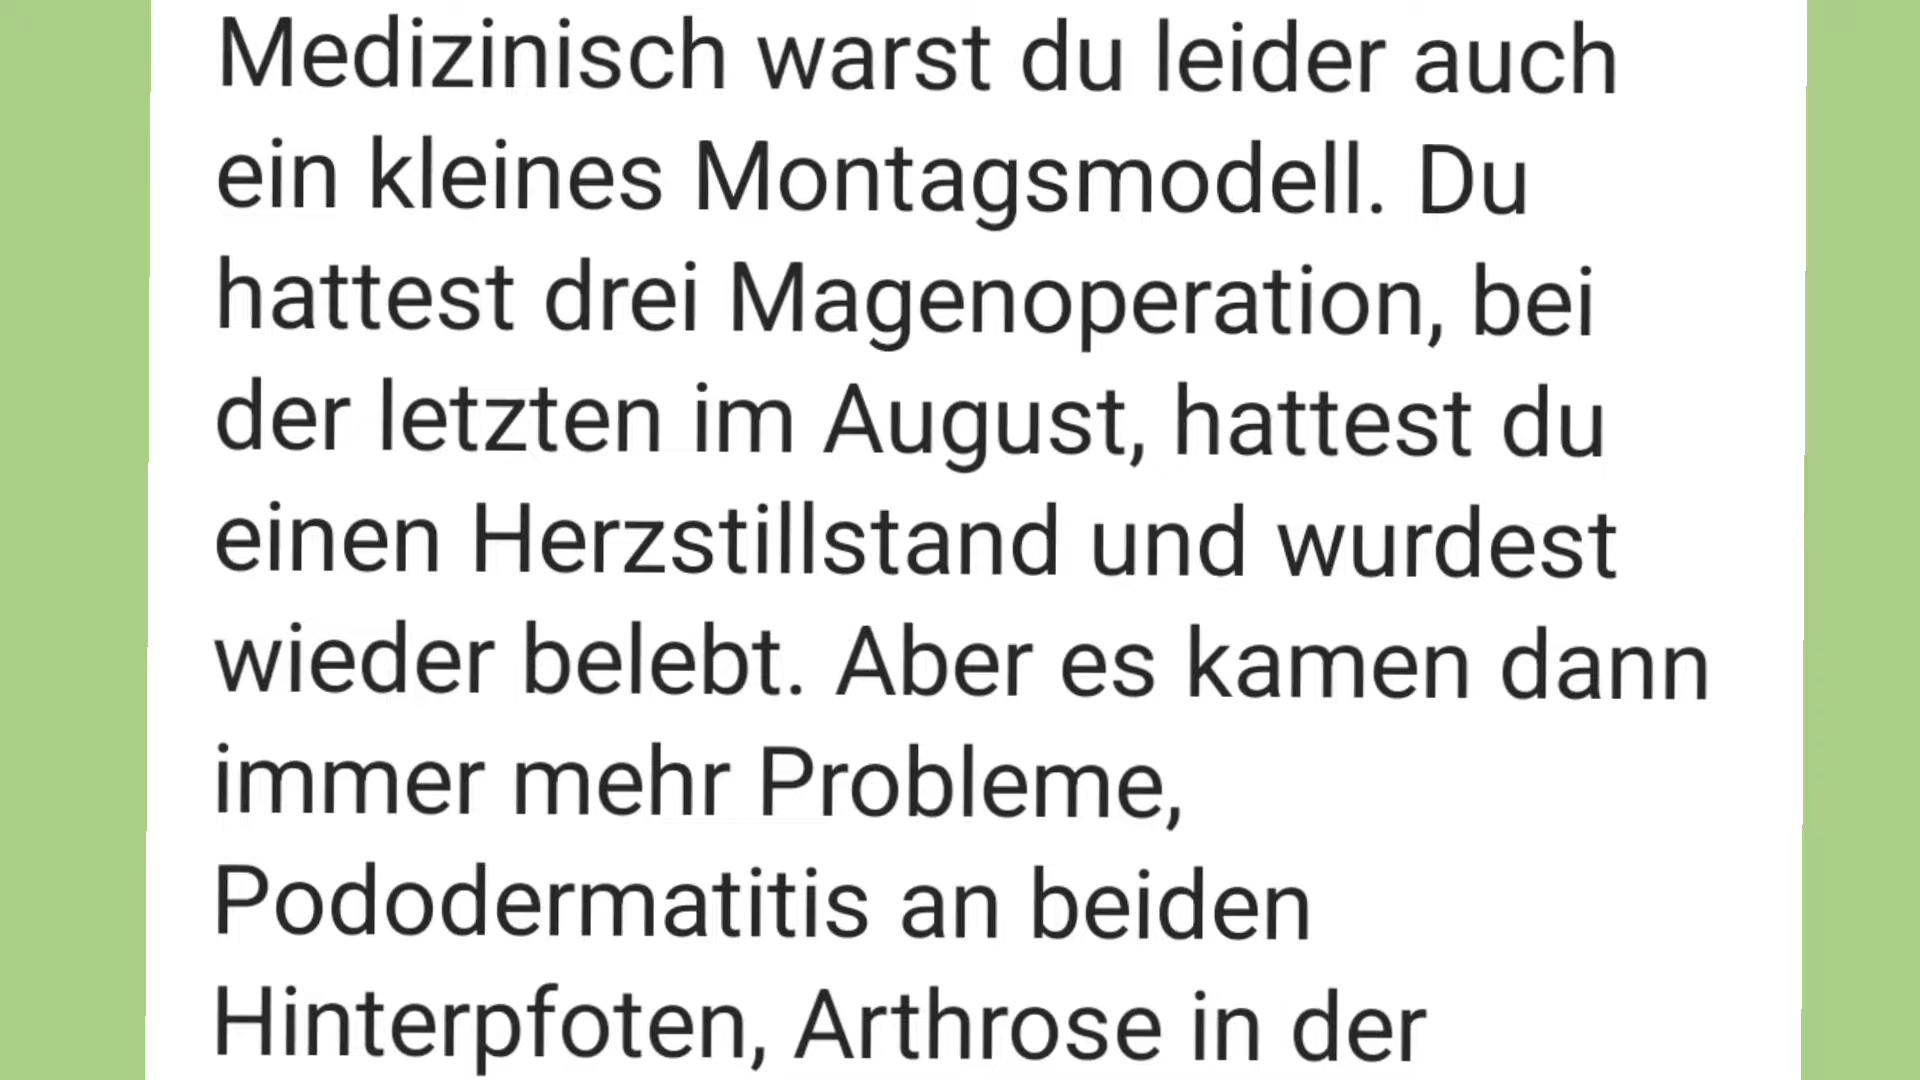 Medizinisch warst du leider auch
ein kleines Montagsmodell. Du
hattest drei Magenoperation, bei
der letzten im August, hattest du
einen Herzstillstand und wurdest
wieder belebt. Aber es kamen dann
immer mehr Probleme,
Pododermatitis an beiden
Hinterpfoten, Arthrose in der